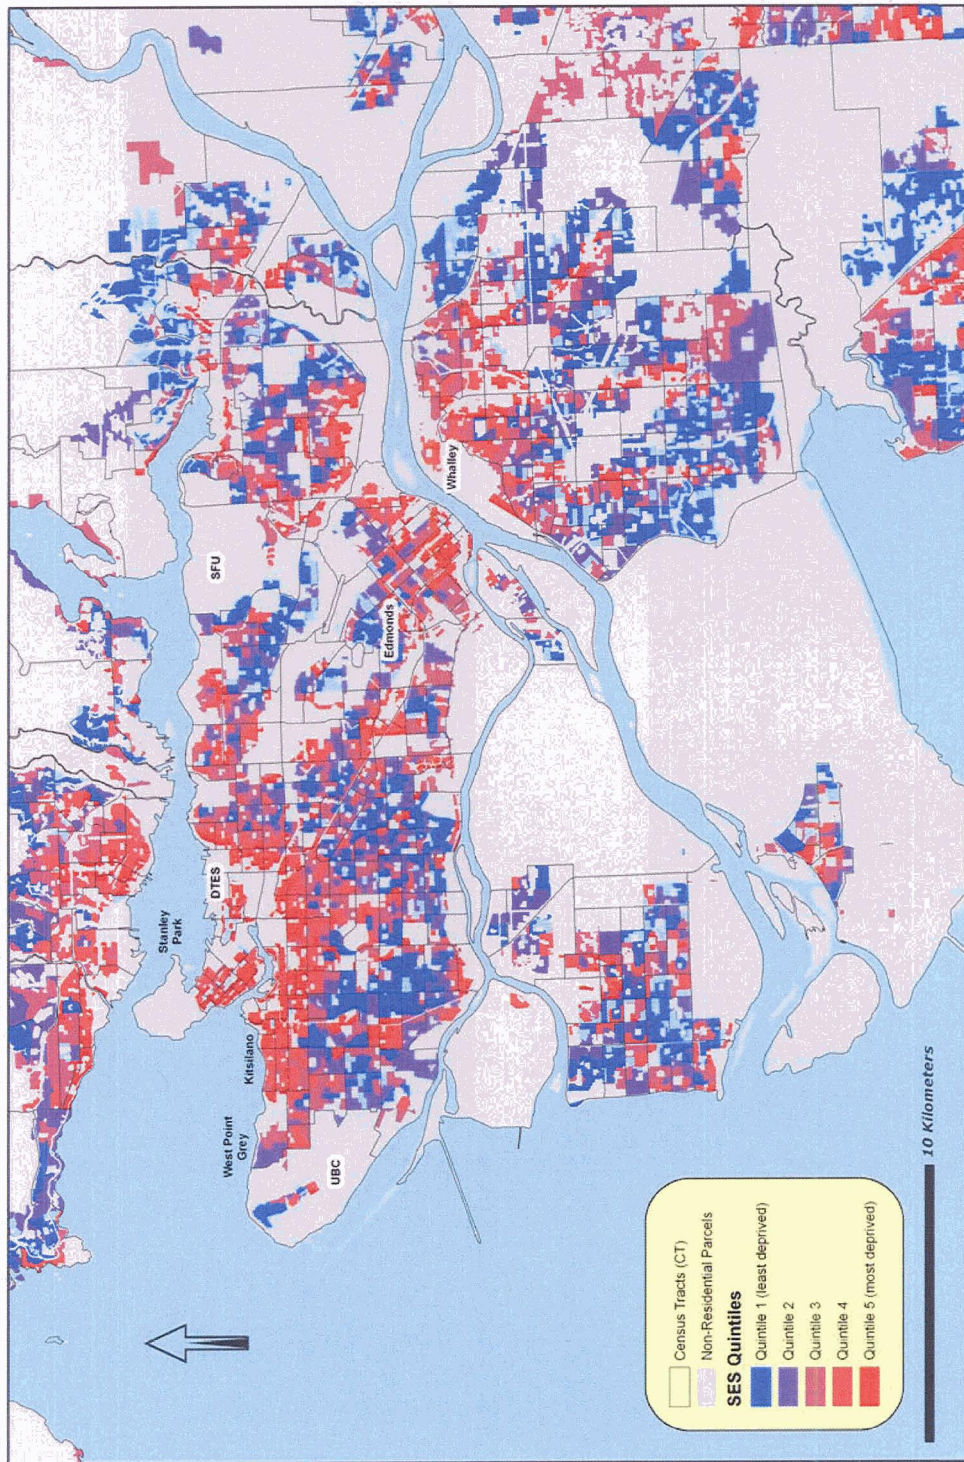 Stanley
Park
DTES
SFU
Kitsilano
West Point
Grey
UBC
Edmonds
Whalley
Census Tracts (CT)
Non-Residential Parcels
SES Quintiles
Quintile 1 (least deprived)
Quintile 2
Quintile 3
Quintile 4
Quintile 5 (most deprived)
10 Kilometers